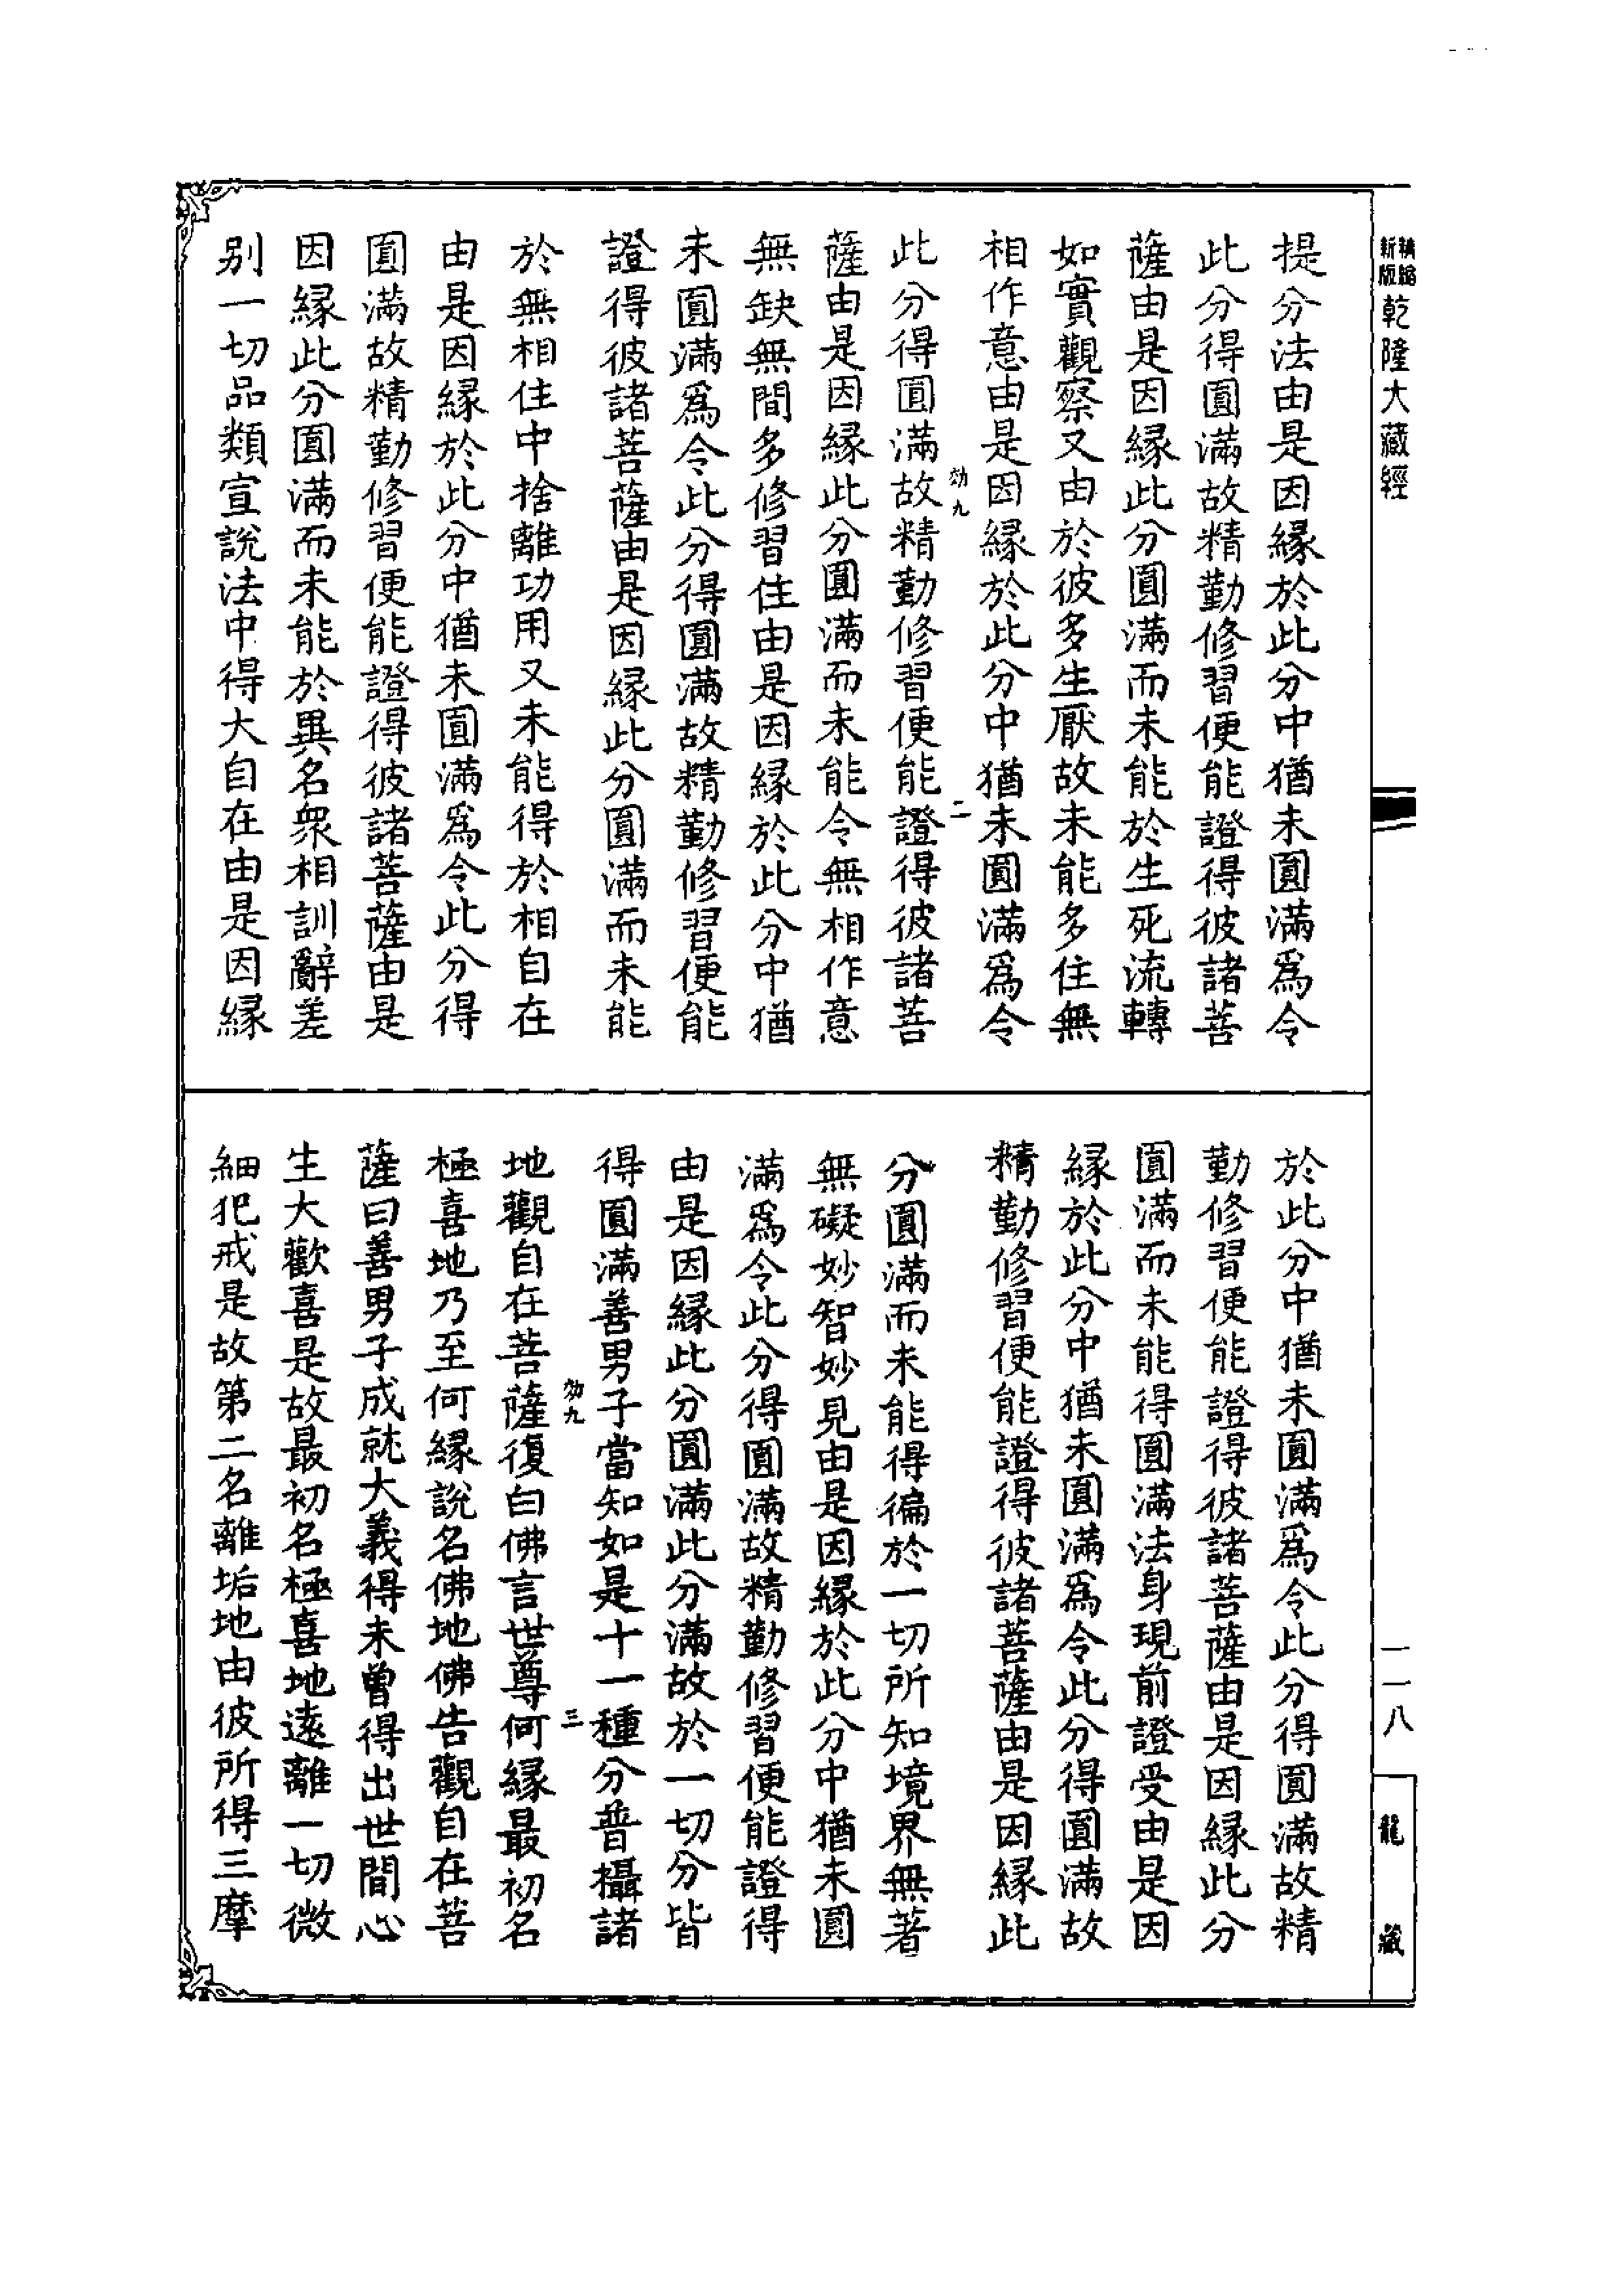 新版
乾隆大藏經
提分法由是因縁於此分中猶未圓滿爲令
此分得圓滿故精勤修習便能證得彼諸菩
薩由是因縁此分圓滿而未能於生死流轉
如實觀察又由於彼多生厭故未能多住無
相作意由是因縁於此分中猶未圓滿爲令
効九
二
此分得圓滿故精勤修習便能證得彼諸菩
薩由是因縁此分圓滿而未能令無相作意
無缺無間多修習住由是因縁於此分中猶
未圓滿爲令此分得圓滿故精勤修習便能
證得彼諸菩薩由是因縁此分圓滿而未能
於無相住中捨離功用又未能得於相自在
由是因縁於此分中猶未圓滿爲令此分得
圓滿故精勤修習便能證得彼諸菩薩由是
因縁此分圓滿而未能於異名衆相訓辭差
别一切品類宣說法中得大自在由是因縁
於此分中猶未圓滿爲令此分得圓滿故精
勤修習便能證得彼諸菩薩由是因縁此分
圓滿而未能得圓滿法身現前證受由是因
縁於此分中猶未圓滿爲令此分得圓滿故
精勤修習便能證得彼諸菩薩由是因縁此
分圓滿而未能得徧於一切所知境界無著
無礙妙智妙見由是因縁於此分中猶未圓
滿爲令此分得圓滿故精勤修習便能證得
由是因縁此分圓滿此分滿故於一切分皆
得圓滿善男子當知如是十一種分普攝諸
効九
三
地觀自在菩薩復白佛言世尊何縁最初名
極喜地乃至何縁說名佛地佛告觀自在菩
薩曰善男子成就大義得未曾得出世間心
生大歡喜是故最初名極喜地遠離一切微
細犯戒是故第二名離垢地由彼所得三摩
一一八
龍藏